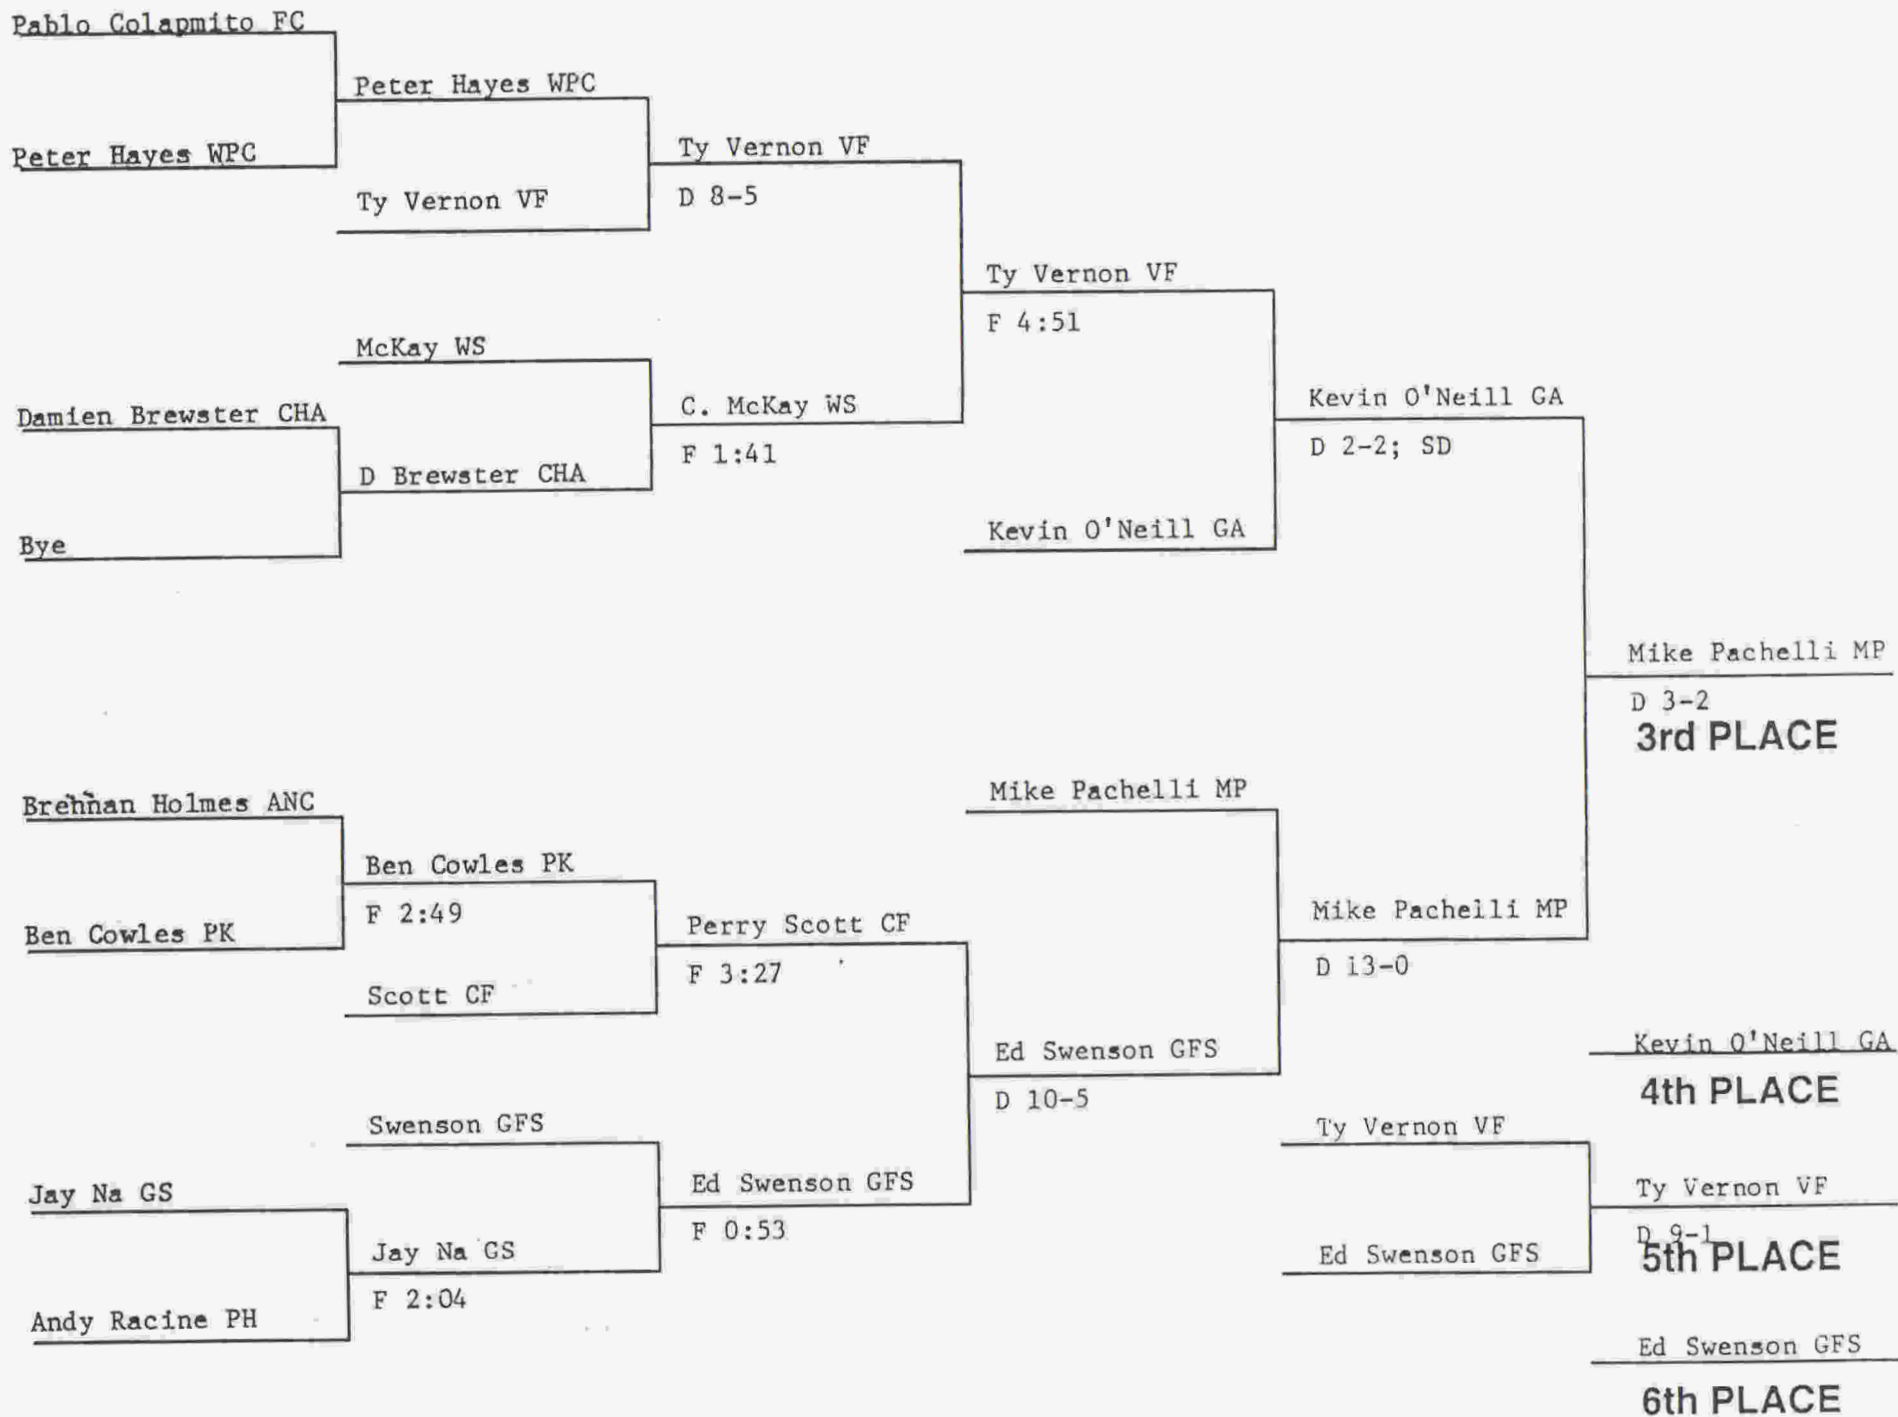 Pablo Colapmito FC
Peter Hayes WPC
Peter Hayes WPC
Ty Vernon VF
Ty Vernon VF
D 8-5
Ty Vernon VF
F 4:51
McKay WS
Damien Brewster CHA
C. McKay WS
F 1:41
Kevin O'Neill GA
D 2-2; SD
D Brewster CHA
Bye
Kevin O'Neill GA
Mike Pachelli MP
D 3-2
3rd PLACE
Brennan Holmes ANC
Mike Pachelli MP
Ben Cowles PK
F 2:49
Ben Cowles PK
Perry Scott CF
F 3:27
Mike Pachelli MP
D 13-0
Scott CF
Ed Swenson GFS
D 10-5
Kevin O'Neill GA
4th PLACE
Swenson GFS
Ty Vernon VF
Jay Na GS
Ed Swenson GFS
F 0:53
Ty Vernon VF
D 9-1
5th PLACE
Jay Na GS
F 2:04
Ed Swenson GFS
Andy Racine PH
Ed Swenson GFS
6th PLACE